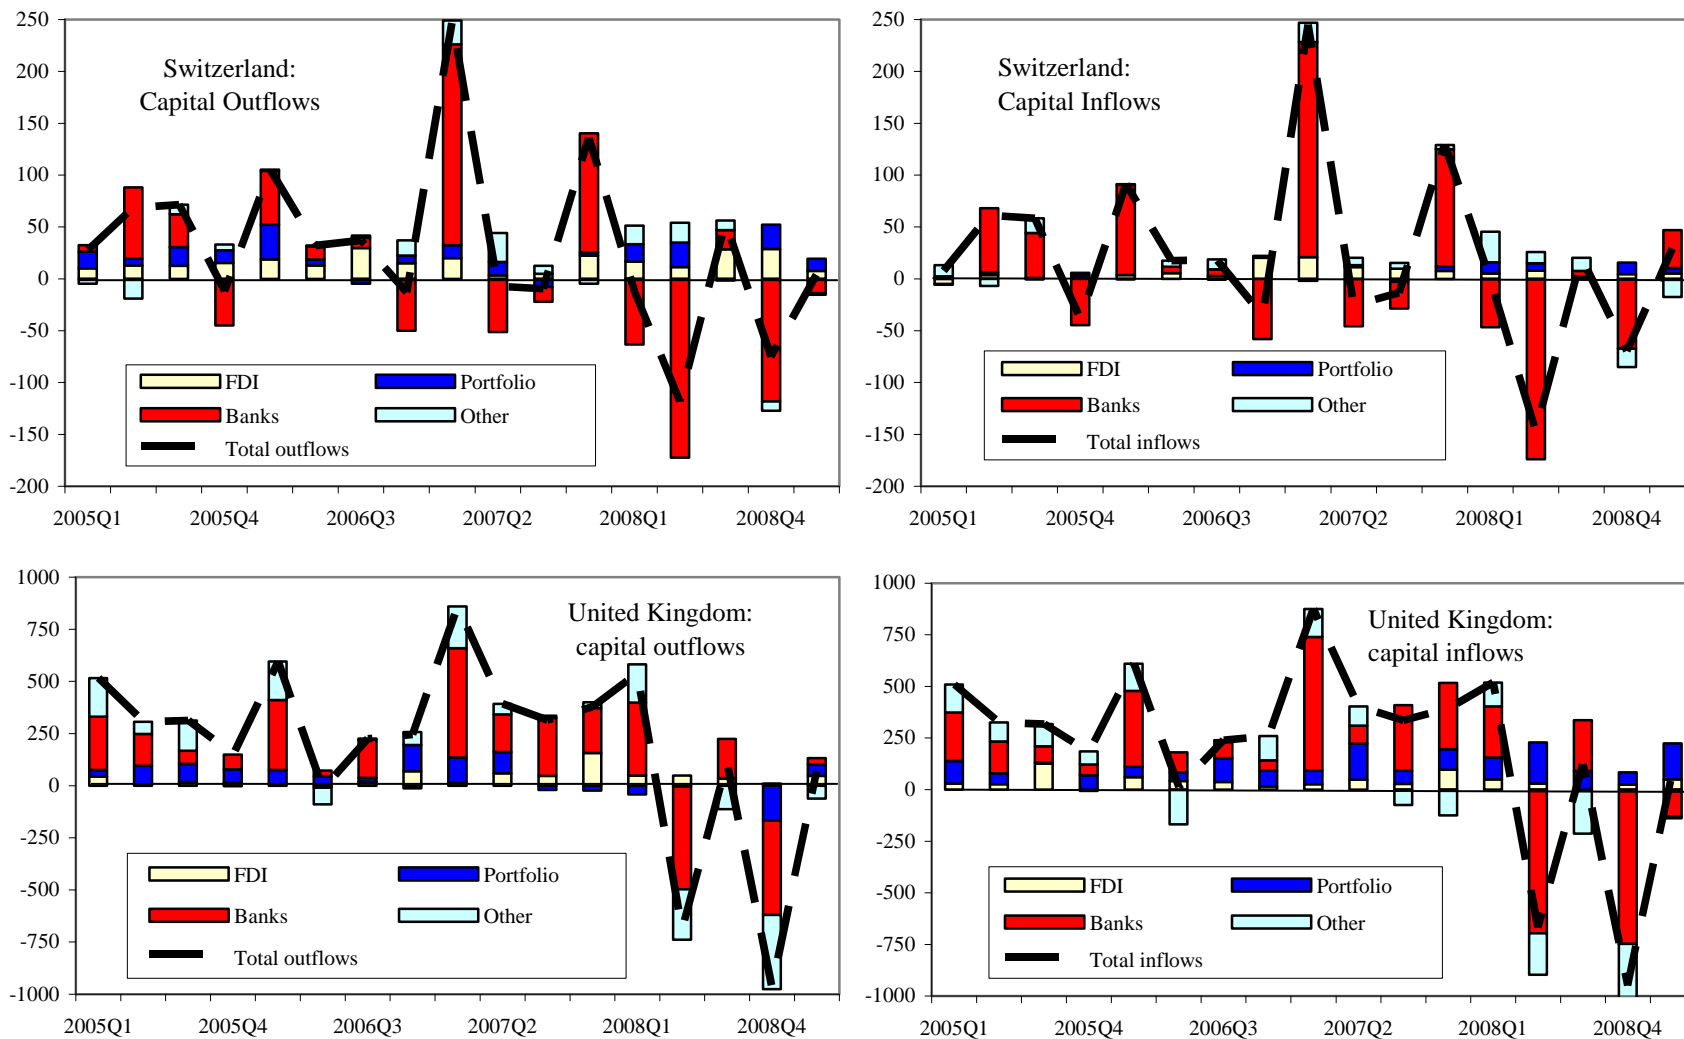 Switzerland:
Capital Outflows
250
200
150
100
50
0
-50
-100
-150
-200
FDI Portfolio
Banks Other
Total outflows
2005Q1 2005Q4 2006Q3 2007Q2 2008Q1 2008Q4
Switzerland:
Capital Inflows
250
200
150
100
50
0
-50
-100
-150
-200
FDI Portfolio
Banks Other
Total inflows
2005Q1 2005Q4 2006Q3 2007Q2 2008Q1 2008Q4
United Kingdom:
capital outflows
1000
750
500
250
0
-250
-500
-750
-1000
FDI Portfolio
Banks Other
Total outflows
2005Q1 2005Q4 2006Q3 2007Q2 2008Q1 2008Q4
United Kingdom:
capital inflows
1000
750
500
250
0
-250
-500
-750
-1000
FDI Portfolio
Banks Other
Total inflows
2005Q1 2005Q4 2006Q3 2007Q2 2008Q1 2008Q4